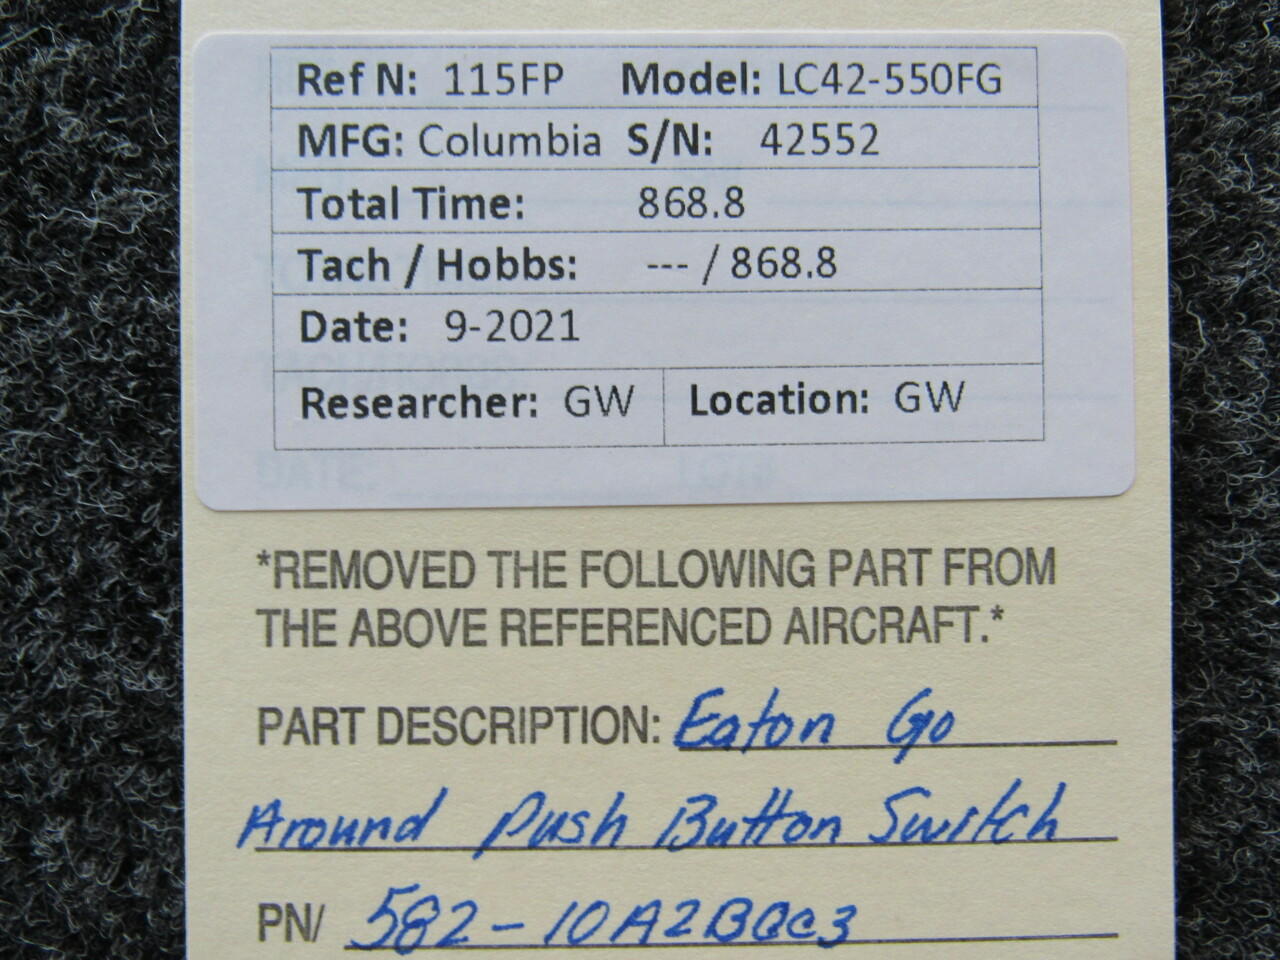 Ref N: 115FP Model: LC42-550FG
MFG: Columbia S/N: 42552
Total Time: 868.8
Tach / Hobbs: --- / 868.8
Date: 9-2021
Researcher: GW Location: GW
DATE:
*REMOVED THE FOLLOWING PART FROM
THE ABOVE REFERENCED AIRCRAFT.*
PART DESCRIPTION: Eaton Go
Around Push Button Switch
PN/ 582-10A2BQC3